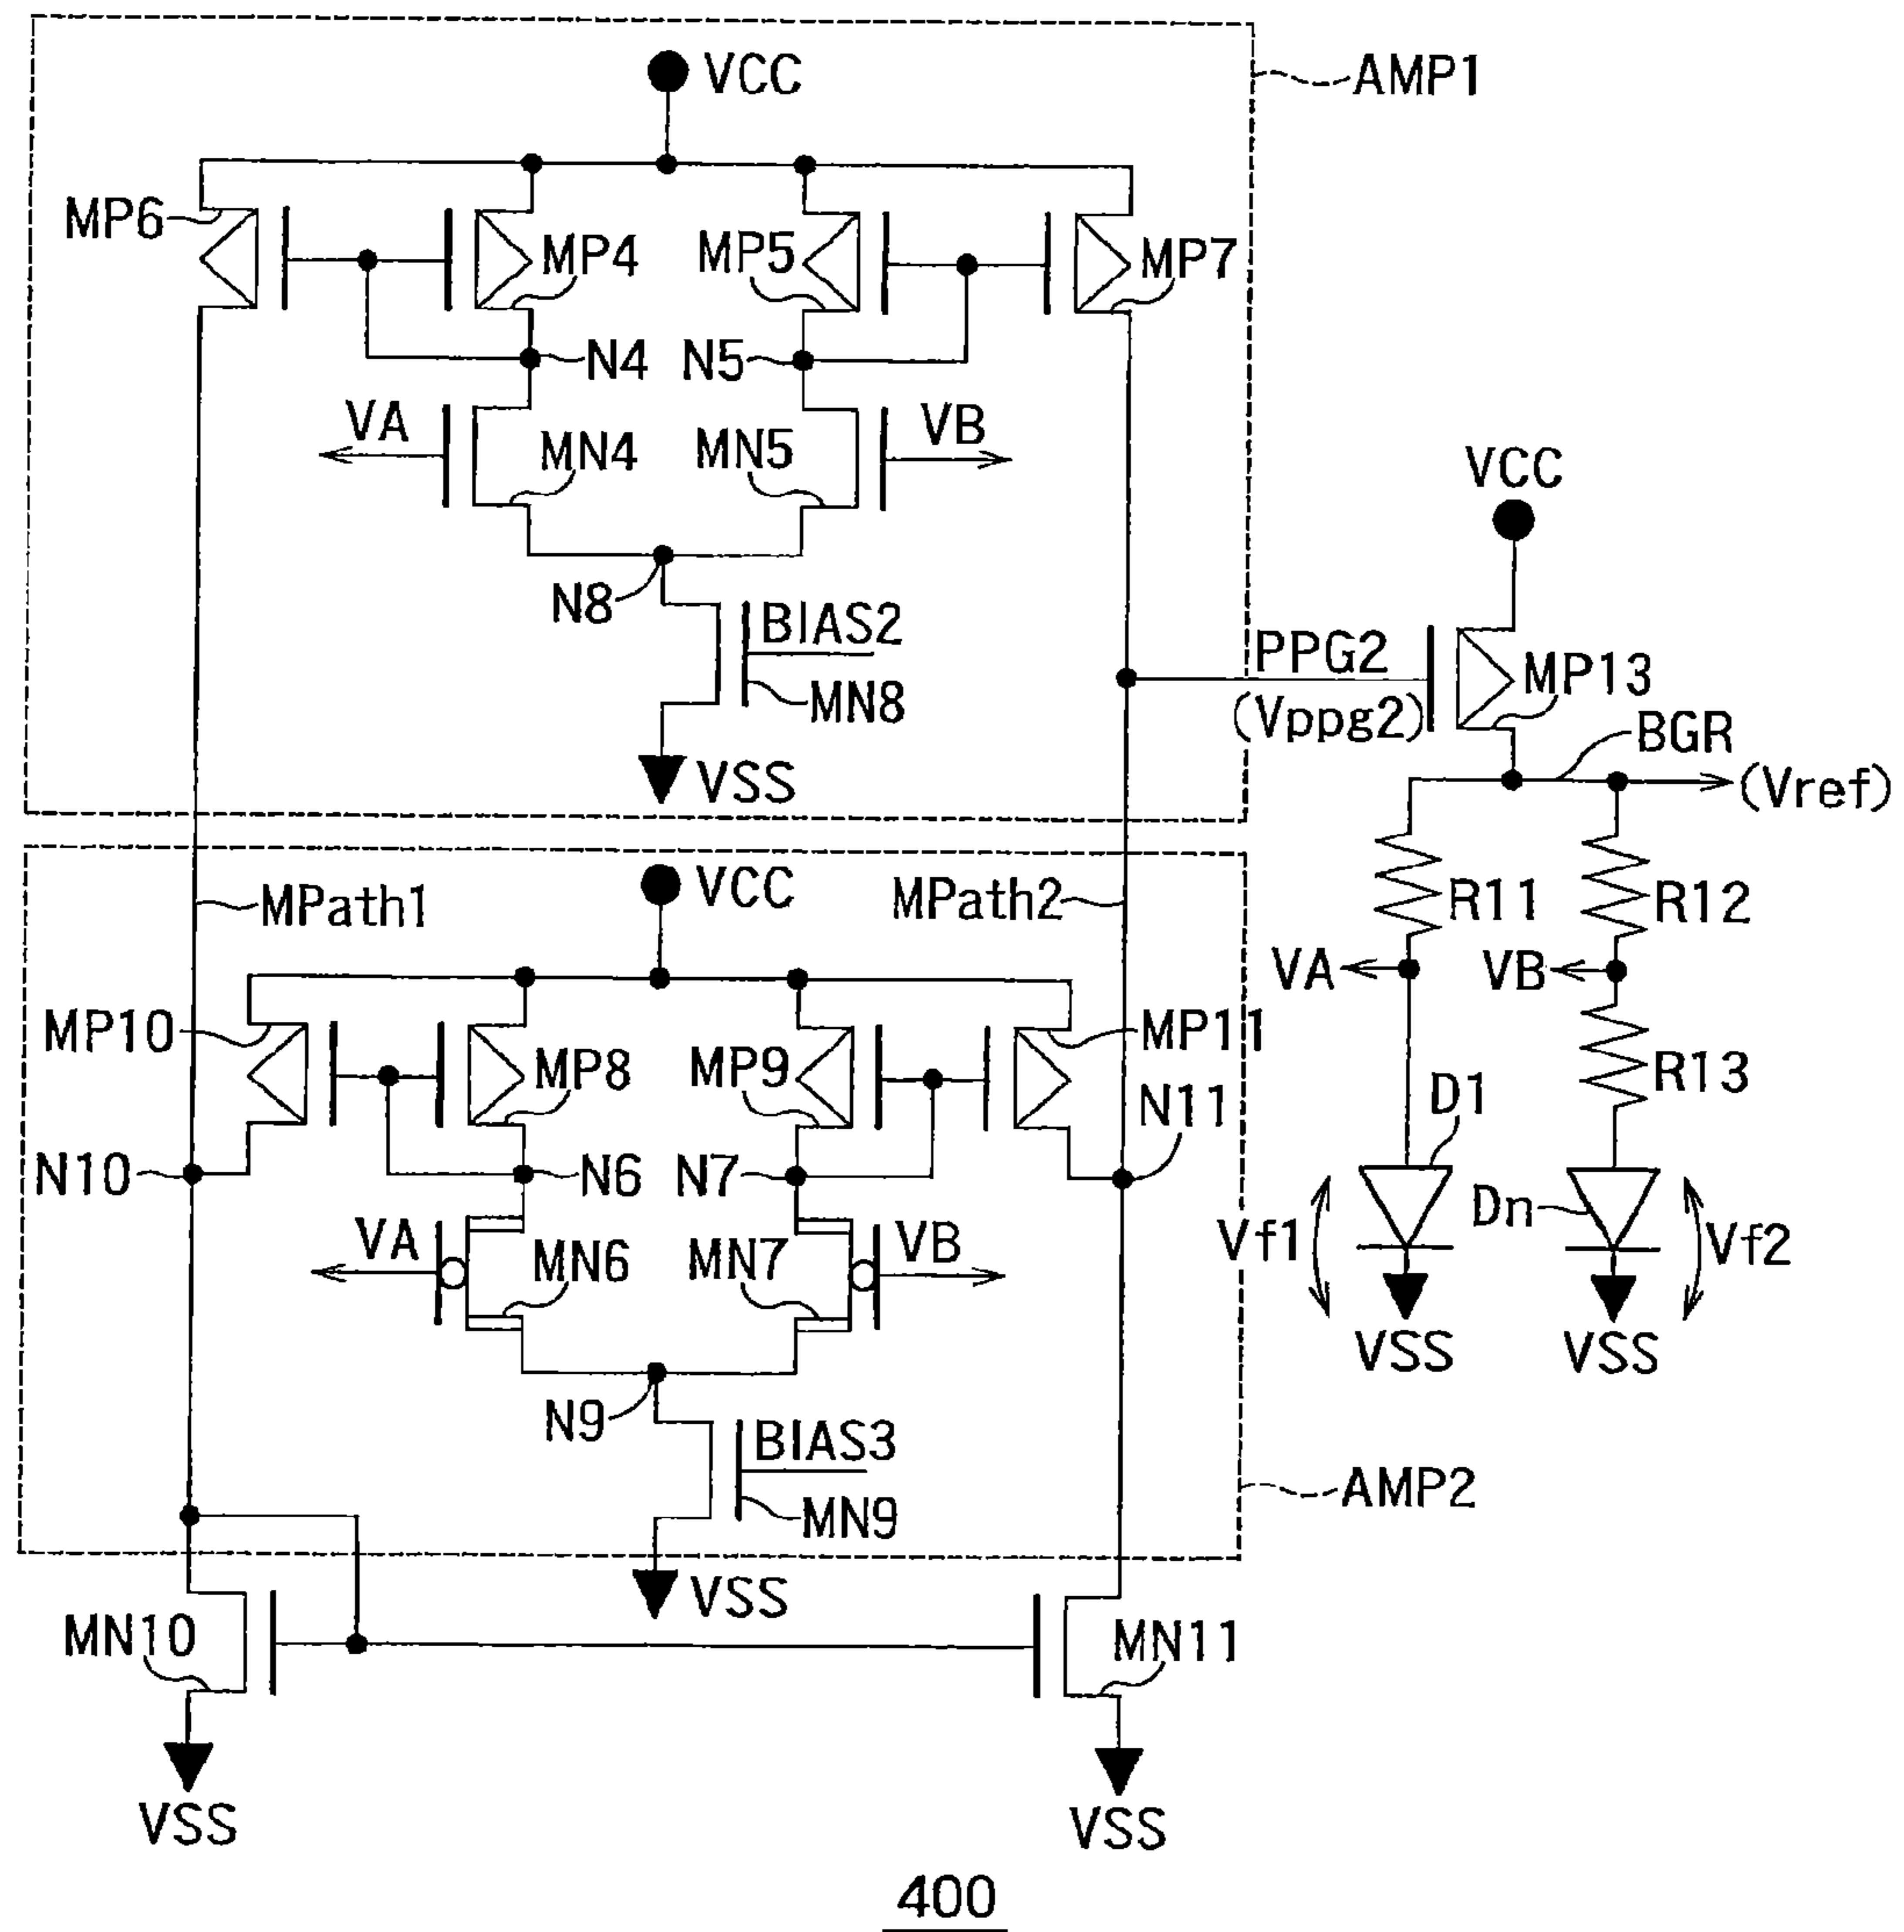 VCC
AMP1
MP6
MP4
MP5
MP7
N4
N5
VA
MN4
MN5
VB
VCC
N8
BIAS2
MN8
PPG2
(Vppg2)
MP13
BGR
(Vref)
VSS
MPath1
VCC
MPath2
R11
R12
VA
VB
MP10
MP8
MP9
MP11
R13
D1
N10
N6
N7
N11
VA
MN6
MN7
VB
Vf1
Dn
Vf2
VSS
VSS
N9
BIAS3
MN9
AMP2
VSS
MN10
MN11
VSS
VSS
400